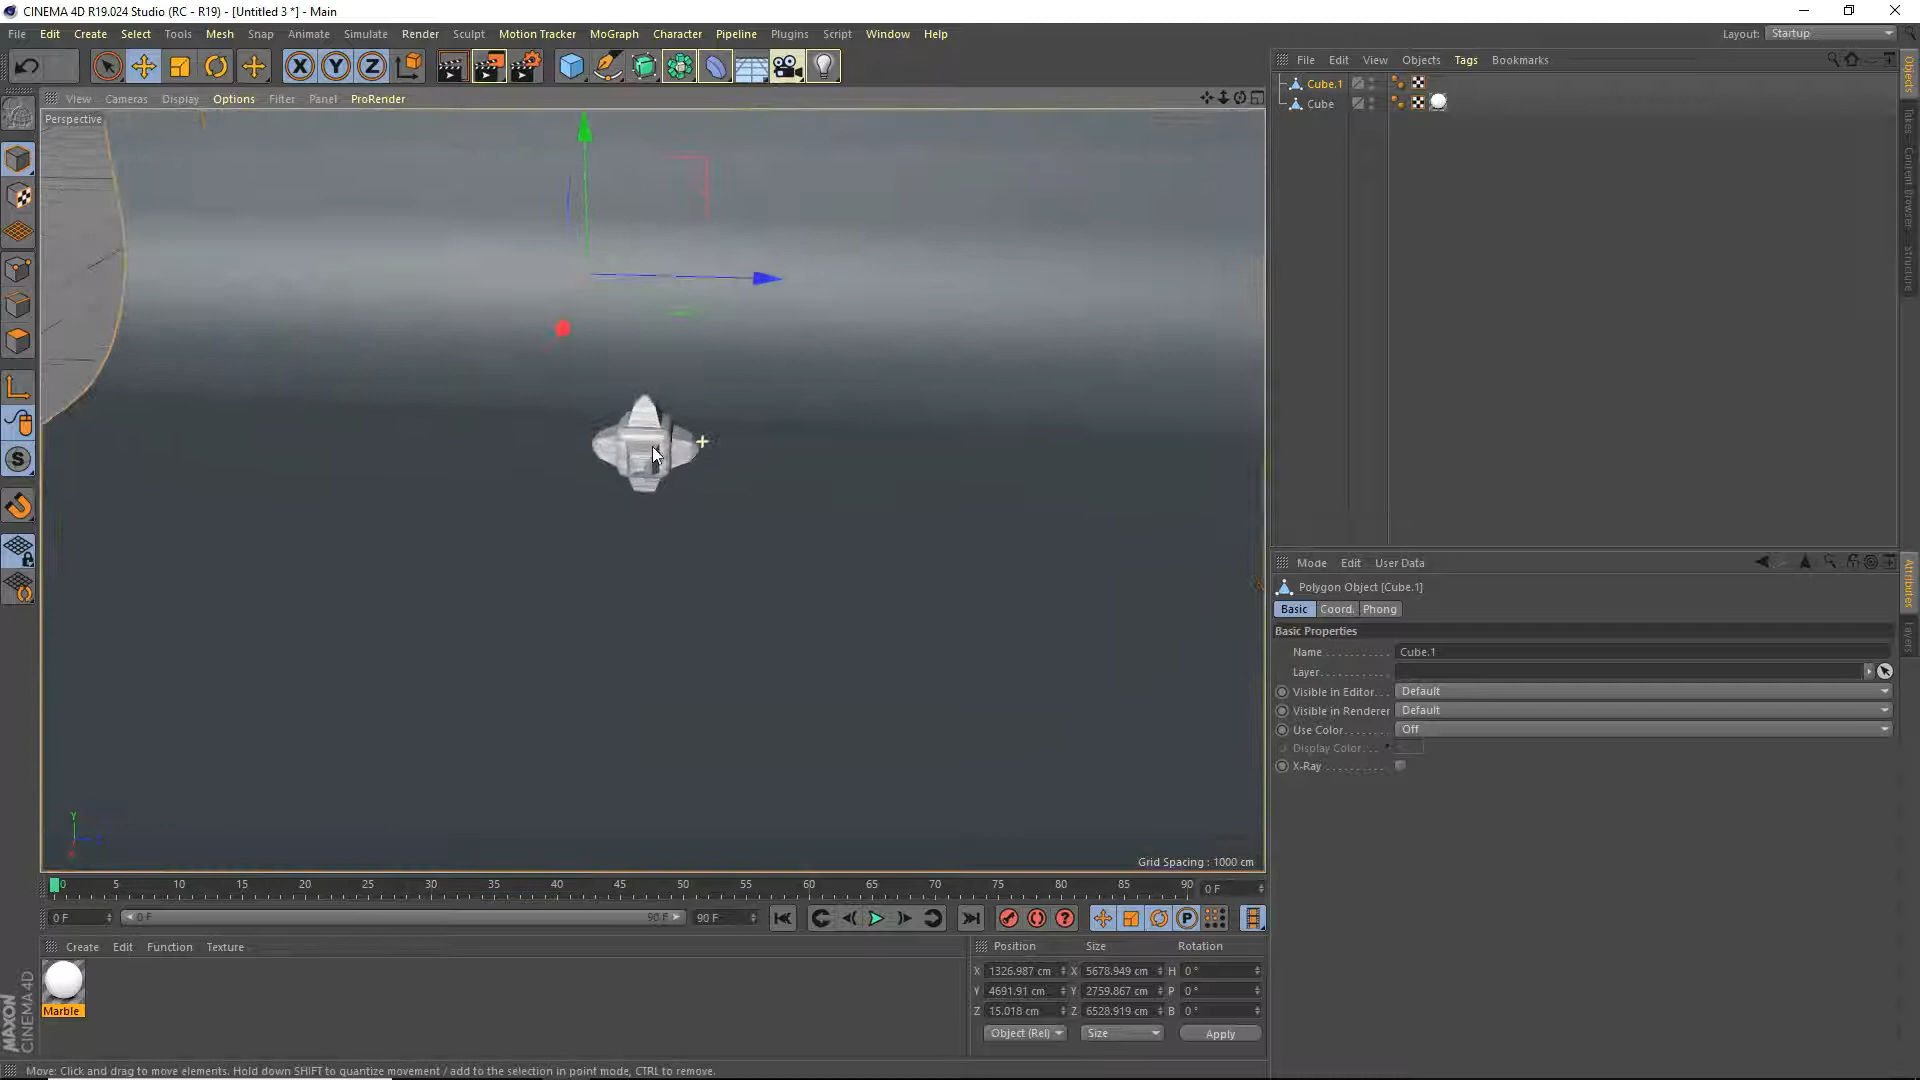 CINEMA 4D R19.024 Studio (RC - R19) - [Untitled 3 *] - Main
File Edit Create Select Tools Mesh Snap Animate Simulate Render Sculpt Motion Tracker MoGraph Character Pipeline Plugins Script Window Help
Layout: Startup
X Y Z
View Cameras Display Options Filter Panel ProRender
File Edit View Objects Tags Bookmarks
Perspective
Cube.1
Cube
Objects
Takes
Content Browser
Structure
S
Y
Grid Spacing : 1000 cm
Mode Edit User Data
Polygon Object [Cube.1]
Basic Coord. Phong
Basic Properties
Name Cube.1
Layer
Visible in Editor Default
Visible in Renderer Default
Use Color Off
Display Color
X-Ray
Attributes
Layers
0 5 10 15 20 25 30 35 40 45 50 55 60 65 70 75 80 85 90 0 F
0 F 0 F 90 F 90 F
P
Create Edit Function Texture
Marble
MAXON
CINEMA 4D
Position Size Rotation
X 1326.987 cm X 5678.949 cm H 0 °
Y 4691.91 cm Y 2759.867 cm P 0 °
Z 15.018 cm Z 6528.919 cm B 0 °
Object (Rel) Size Apply
Move: Click and drag to move elements. Hold down SHIFT to quantize movement / add to the selection in point mode, CTRL to remove.